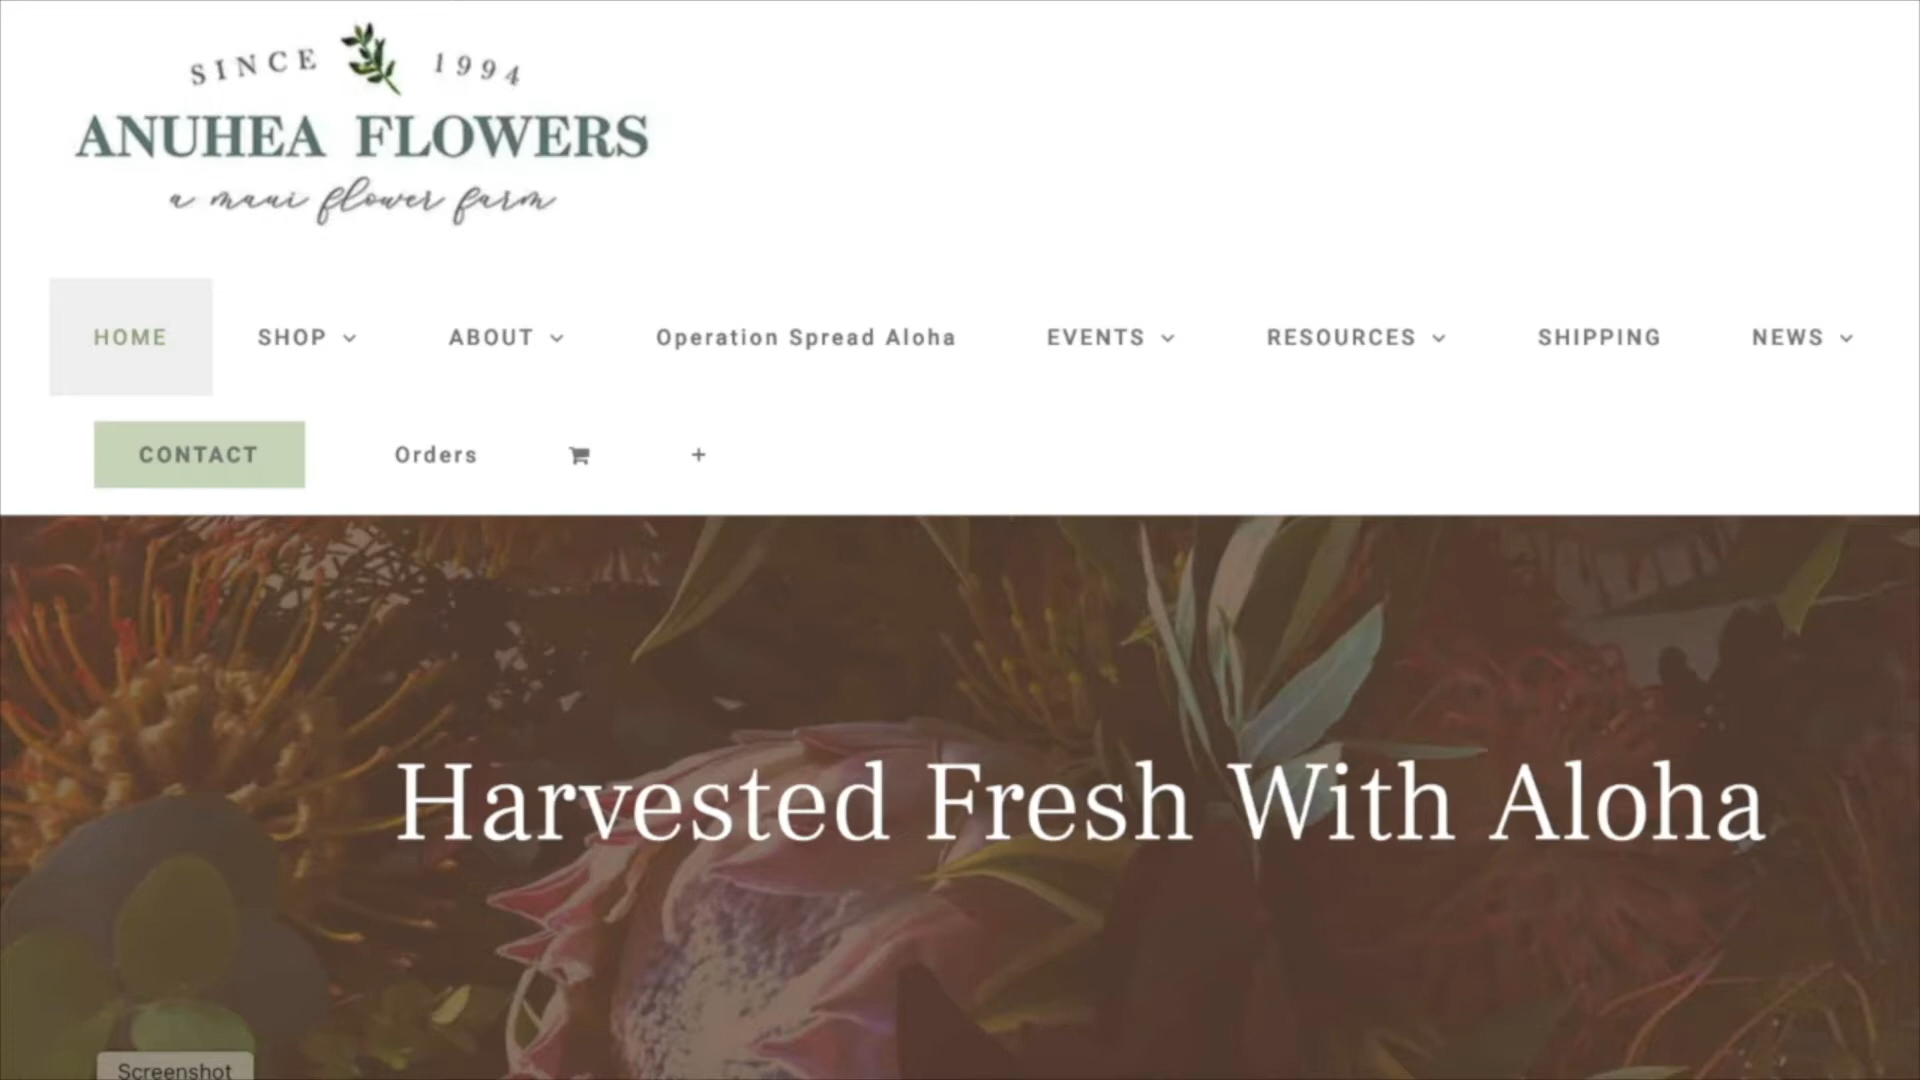 SINCE 1994
ANUHEA FLOWERS
a maui flower farm
HOME SHOP ABOUT Operation Spread Aloha EVENTS RESOURCES SHIPPING NEWS
CONTACT Orders +
Harvested Fresh With Aloha
Screenshot